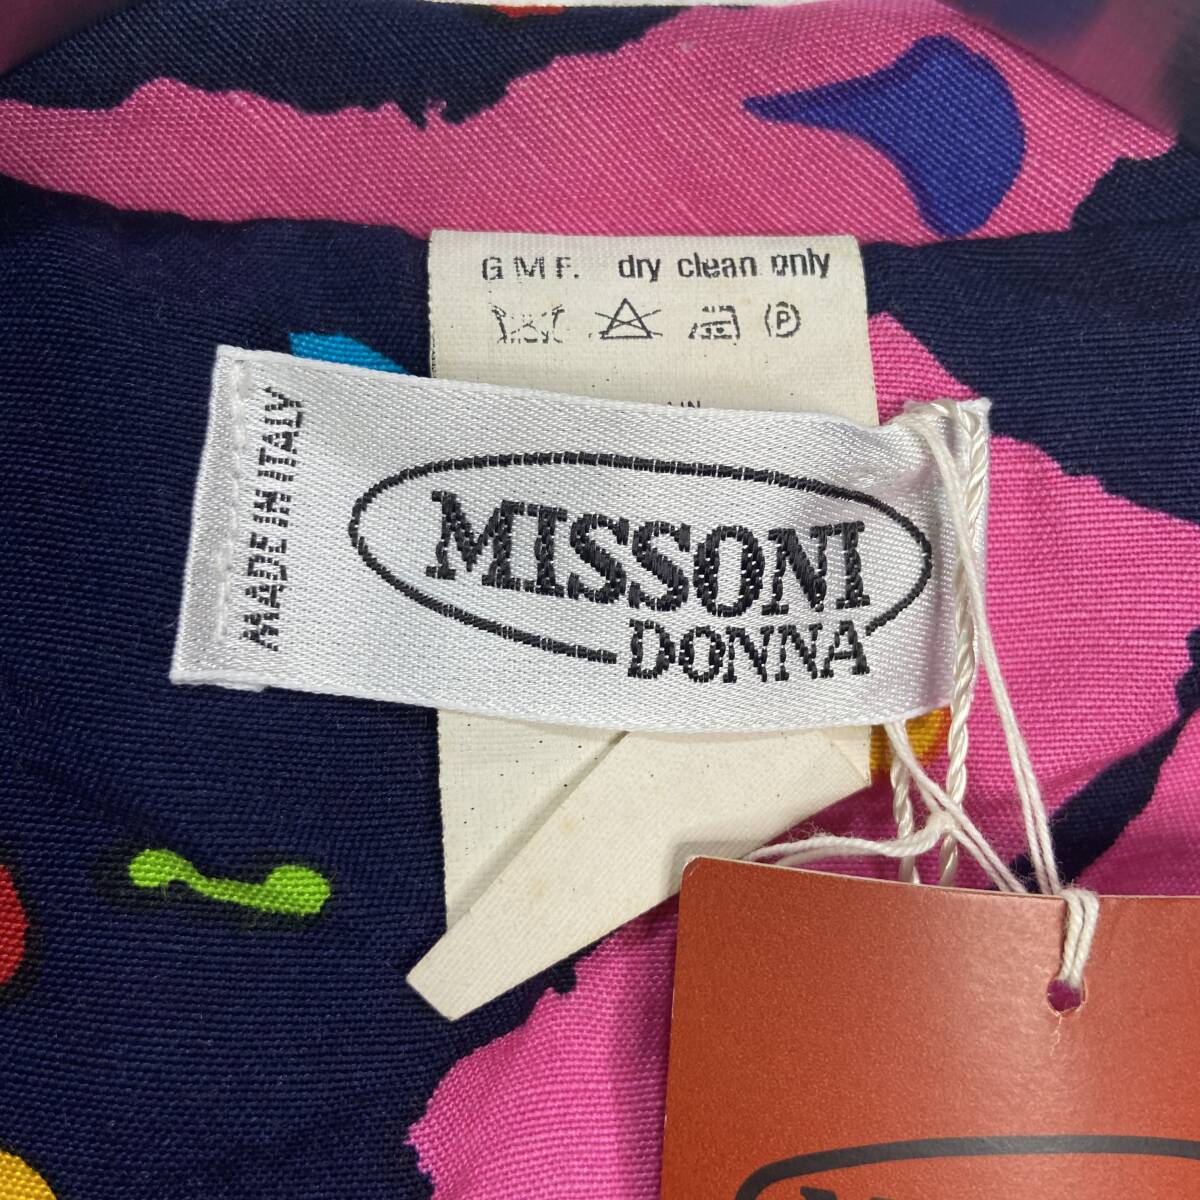 G M F. dry clean only
P
MADE IN ITALY
MISSONI
DONNA